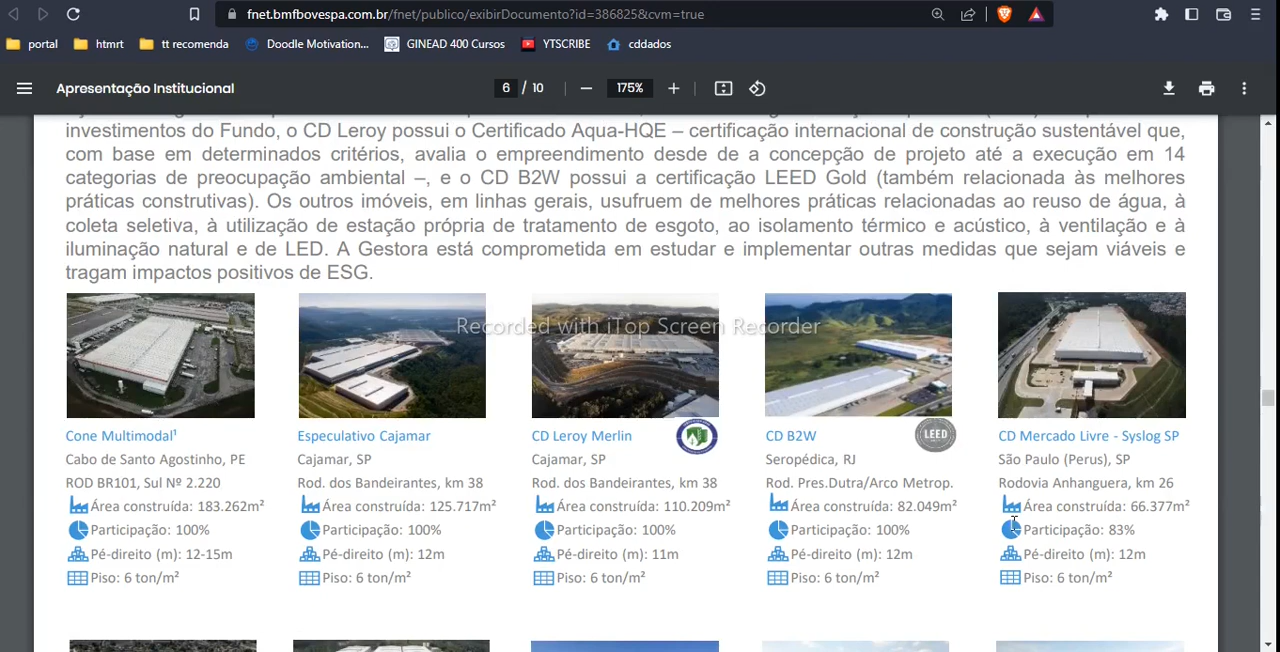 fnet.bmfbovespa.com.br/fnet/publico/exibirDocumento?id=386825&cvm=true
portal htmrt tt recomenda Doodle Motivation... GINEAD 400 Cursos YTSCRIBE cddados
Apresentação Institucional 6 / 10 175%
investimentos do Fundo, o CD Leroy possui o Certificado Aqua-HQE – certificação internacional de construção sustentável que,
com base em determinados critérios, avalia o empreendimento desde de a concepção de projeto até a execução em 14
categorias de preocupação ambiental –, e o CD B2W possui a certificação LEED Gold (também relacionada às melhores
práticas construtivas). Os outros imóveis, em linhas gerais, usufruem de melhores práticas relacionadas ao reuso de água, à
coleta seletiva, à utilização de estação própria de tratamento de esgoto, ao isolamento térmico e acústico, à ventilação e à
iluminação natural e de LED. A Gestora está comprometida em estudar e implementar outras medidas que sejam viáveis e
tragam impactos positivos de ESG.
Recorded with iTop Screen Recorder
Cone Multimodal¹
Cabo de Santo Agostinho, PE
ROD BR101, Sul Nº 2.220
Área construída: 183.262m²
Participação: 100%
Pé-direito (m): 12-15m
Piso: 6 ton/m²
Especulativo Cajamar
Cajamar, SP
Rod. dos Bandeirantes, km 38
Área construída: 125.717m²
Participação: 100%
Pé-direito (m): 12m
Piso: 6 ton/m²
CD Leroy Merlin
Cajamar, SP
Rod. dos Bandeirantes, km 38
Área construída: 110.209m²
Participação: 100%
Pé-direito (m): 11m
Piso: 6 ton/m²
CD B2W
LEED
Seropédica, RJ
Rod. Pres.Dutra/Arco Metrop.
Área construída: 82.049m²
Participação: 100%
Pé-direito (m): 12m
Piso: 6 ton/m²
CD Mercado Livre - Syslog SP
São Paulo (Perus), SP
Rodovia Anhanguera, km 26
Área construída: 66.377m²
Participação: 83%
Pé-direito (m): 12m
Piso: 6 ton/m²